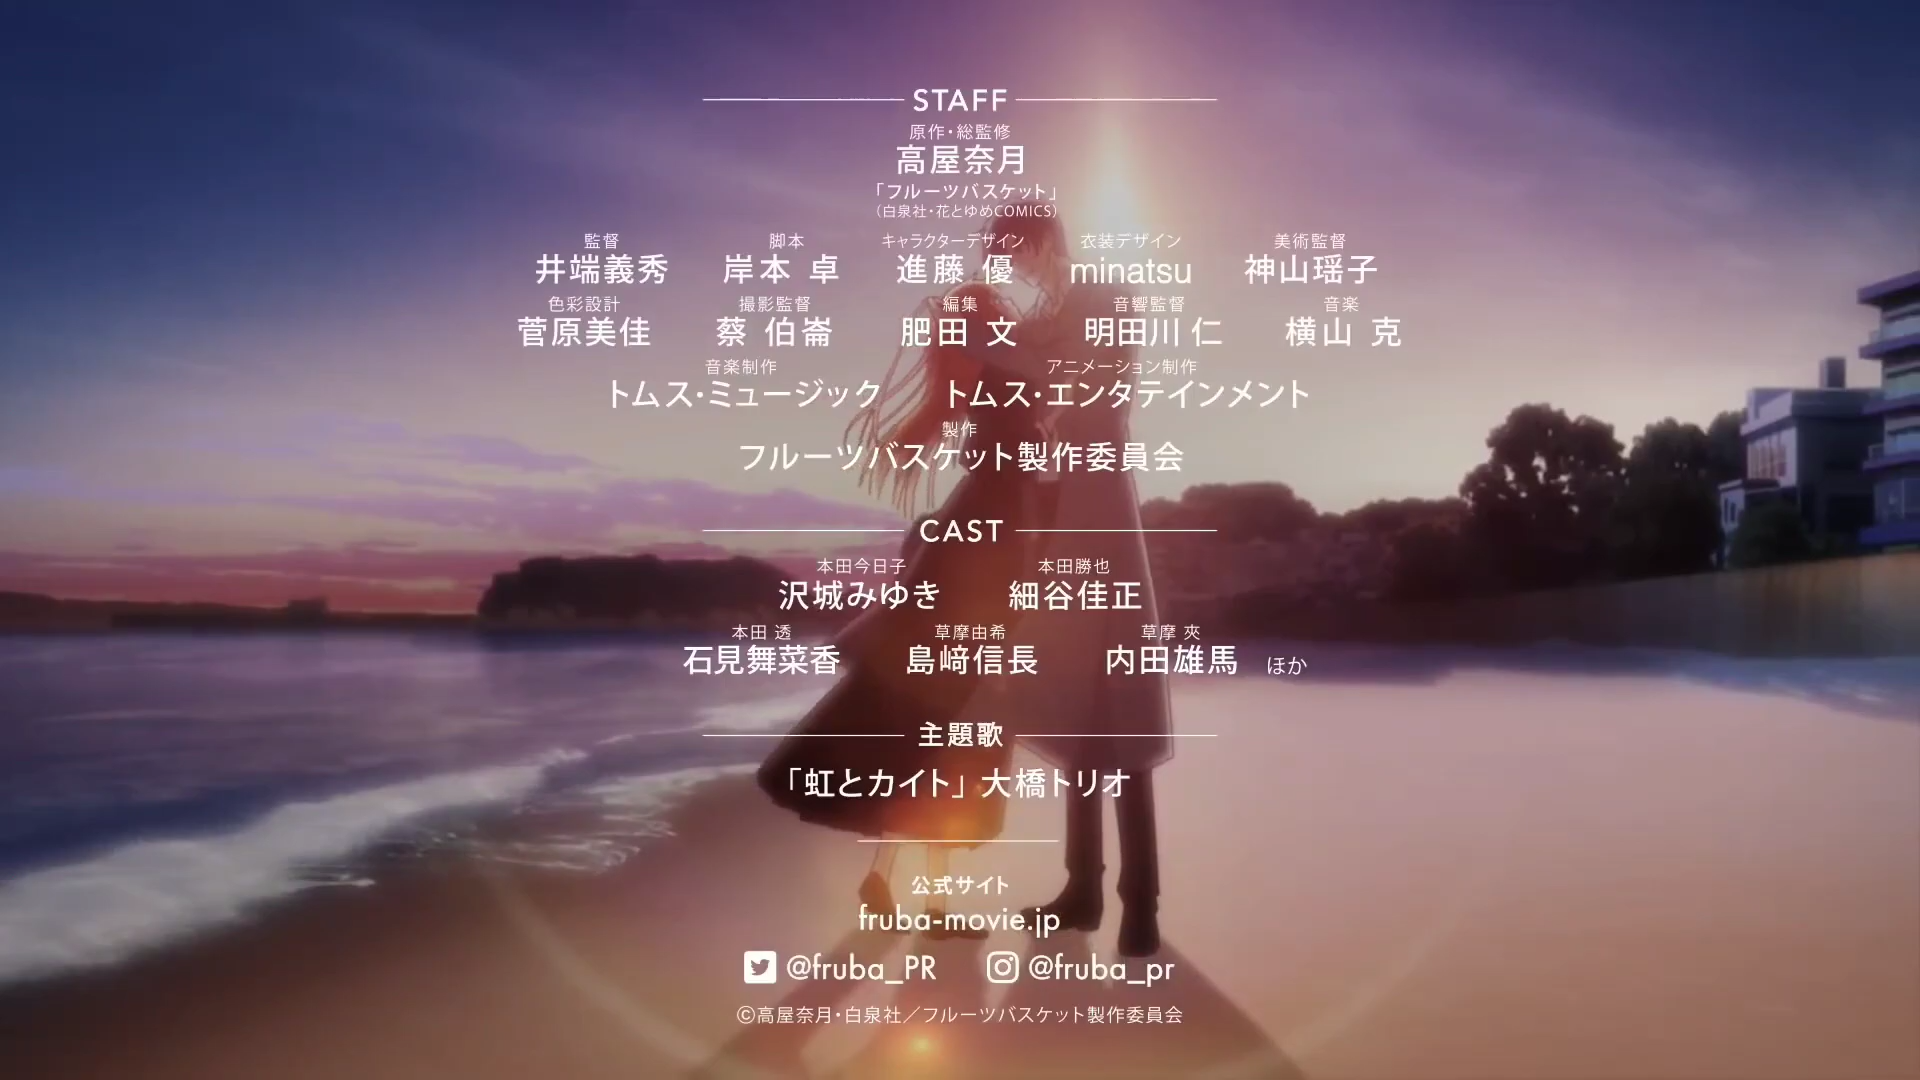 STAFF
原作・総監修
高屋奈月
「フルーツバスケット」
(白泉社・花とゆめCOMICS)
監督 脚本 キャラクターデザイン 衣装デザイン 美術監督
井端義秀 岸本 卓 進藤 優 minatsu 神山瑶子
色彩設計 撮影監督 編集 音響監督 音楽
菅原美佳 蔡 伯崙 肥田 文 明田川 仁 横山 克
音楽制作 アニメーション制作
トムス・ミュージック トムス・エンタテインメント
製作
フルーツバスケット製作委員会
CAST
本田今日子 本田勝也
沢城みゆき 細谷佳正
本田 透 草摩由希 草摩 夾
石見舞菜香 島﨑信長 内田雄馬 ほか
主題歌
「虹とカイト」大橋トリオ
公式サイト
fruba-movie.jp
@fruba_PR @fruba_pr
©高屋奈月・白泉社／フルーツバスケット製作委員会